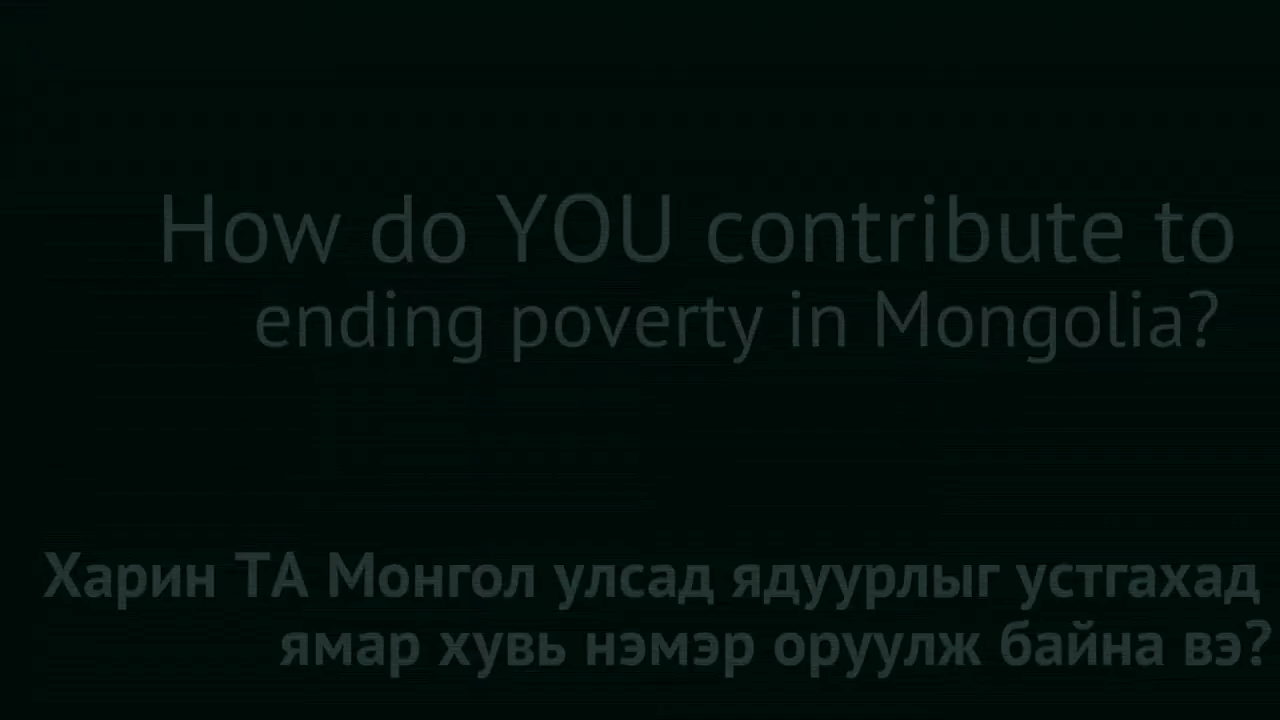 How do YOU contribute to
ending poverty in Mongolia?
Харин ТА Монгол улсад ядуурлыг устгахад
ямар хувь нэмэр оруулж байна вэ?